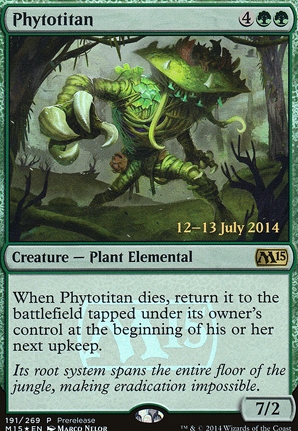 Phytotitan 4
12–13 July 2014
Creature — Plant Elemental M15
When Phytotitan dies, return it to the
battlefield tapped under its owner's
control at the beginning of his or her
next upkeep.
Its root system spans the entire floor of the
jungle, making eradication impossible.
M15
7/2
191/269 P Prerelease
M15★EN Marco Nelor ™ & © 2014 Wizards of the Coast